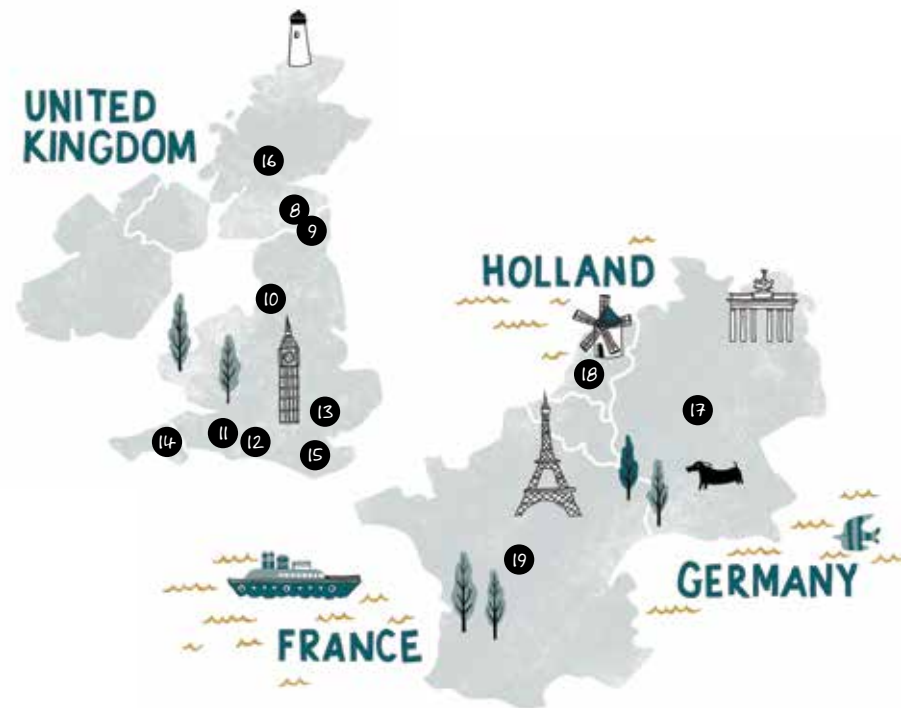 UNITED
KINGDOM
16
8
9
HOLLAND
10
18
17
13
11
14
12
15
19
GERMANY
FRANCE